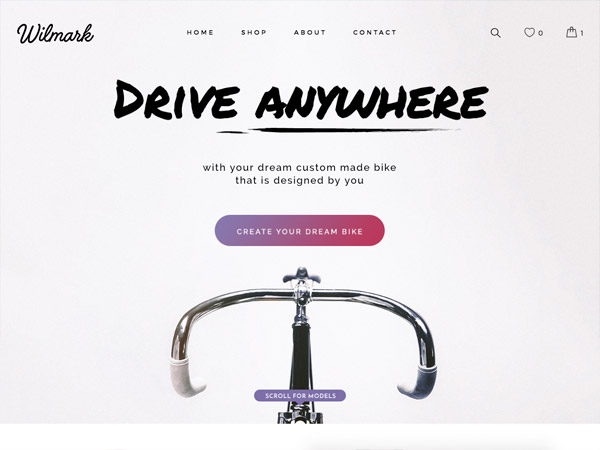 Wilmark
HOME SHOP ABOUT CONTACT
0 1
DRIVE ANYWHERE
with your dream custom made bike
that is designed by you
CREATE YOUR DREAM BIKE
SCROLL FOR MODELS